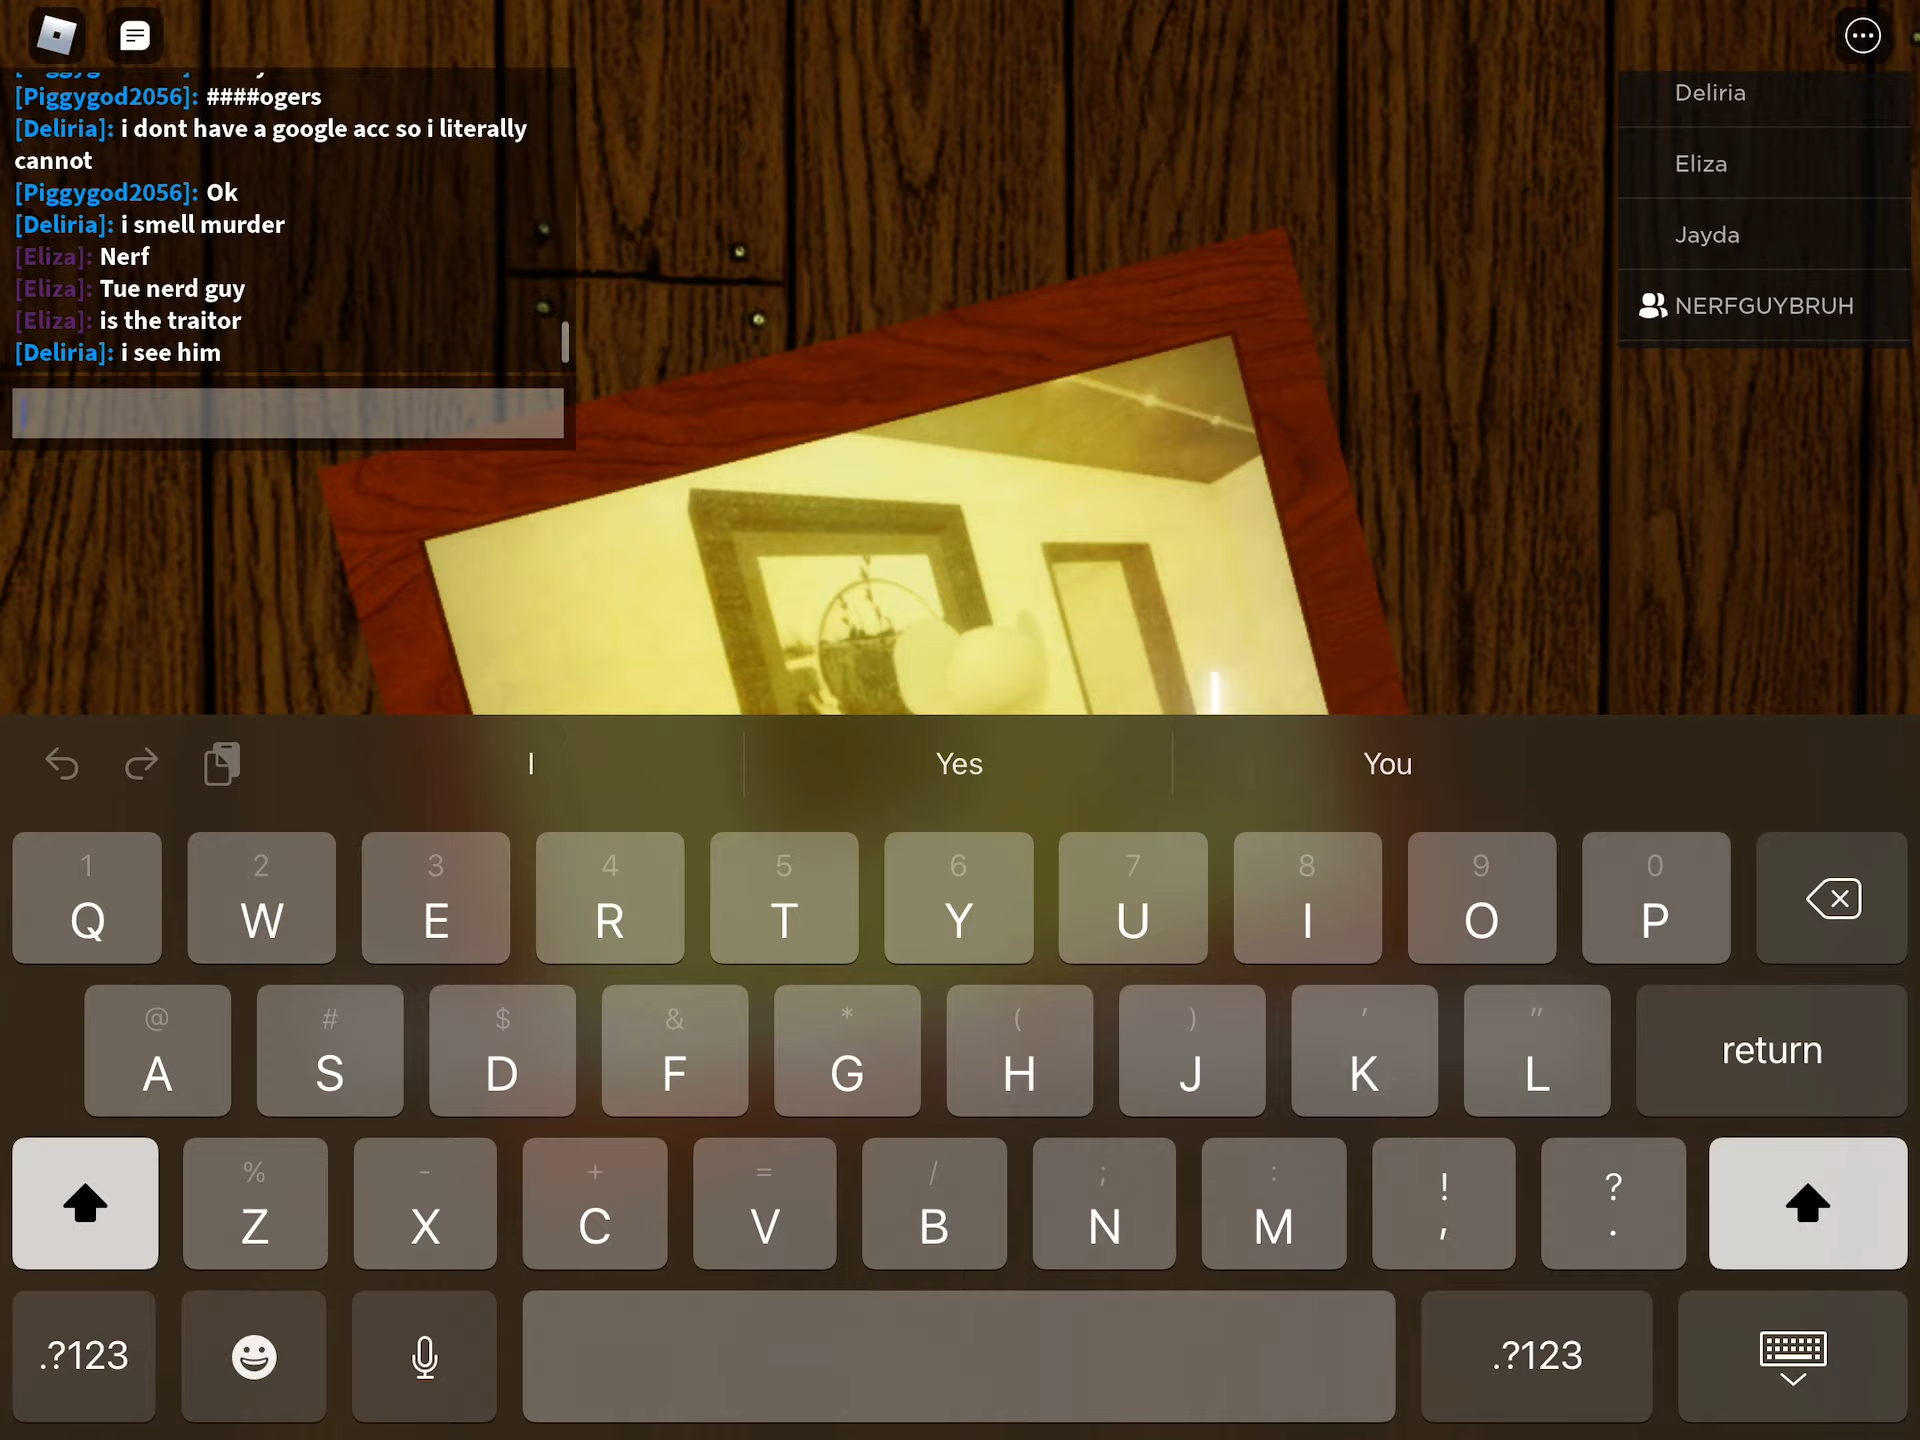 [Piggygod2056]: ####ogers
[Deliria]: i dont have a google acc so i literally
cannot
[Piggygod2056]: Ok
[Deliria]: i smell murder
[Eliza]: Nerf
[Eliza]: Tue nerd guy
[Eliza]: is the traitor
[Deliria]: i see him
Deliria
Eliza
Jayda
NERFGUYBRUH
I Yes You
1 2 3 4 5 6 7 8 9 0
Q W E R T Y U I O P
@ # $ & * ( ) ' "
A S D F G H J K L return
% - + = / ; : ! ?
Z X C V B N M , .
.?123 .?123